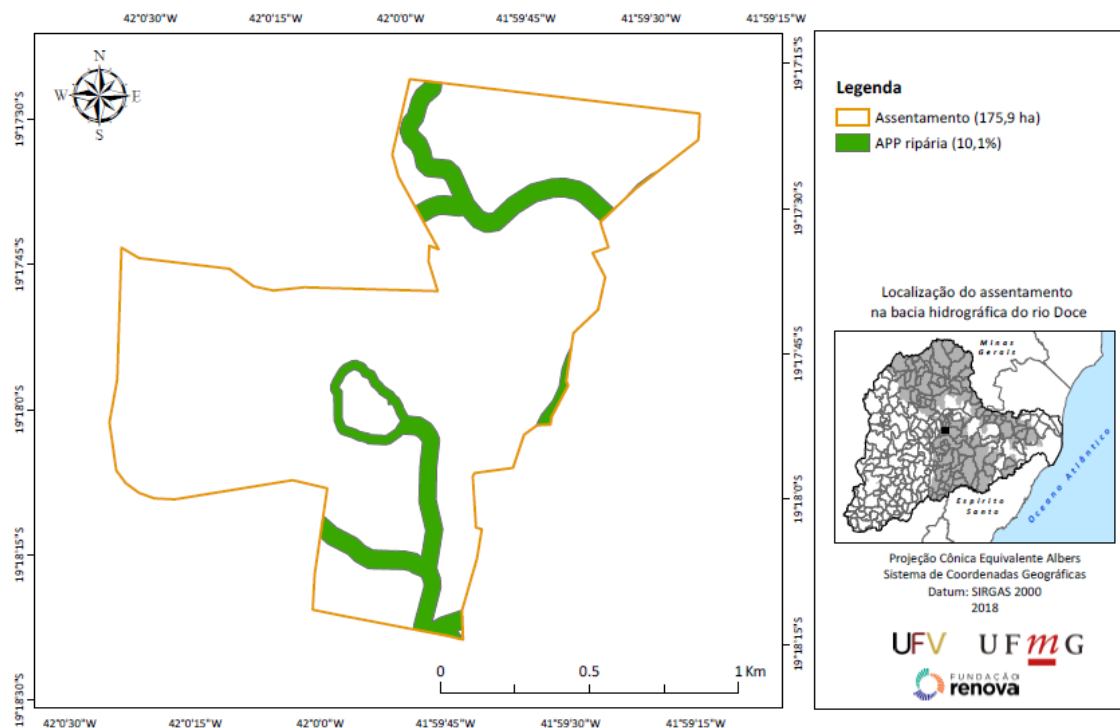 42°0'30"W 42°0'15"W 42°0'0"W 41°59'45"W 41°59'30"W 41°59'15"W
N
W E
S
19°17'30"S
19°17'45"S
19°18'0"S
19°18'15"S
19°18'30"S
19°17'15"S
19°17'30"S
19°17'45"S
19°18'0"S
19°18'15"S
0 0.5 1 Km
42°0'30"W 42°0'15"W 42°0'0"W 41°59'45"W 41°59'30"W 41°59'15"W
Legenda
Assentamento (175,9 ha)
APP ripária (10,1%)
Localização do assentamento
na bacia hidrográfica do rio Doce
Minas
Gerais
Espírito
Santo
Oceano Atlântico
Projeção Cônica Equivalente Albers
Sistema de Coordenadas Geográficas
Datum: SIRGAS 2000
2018
UFV UFmG
FUNDAÇÃO
renova